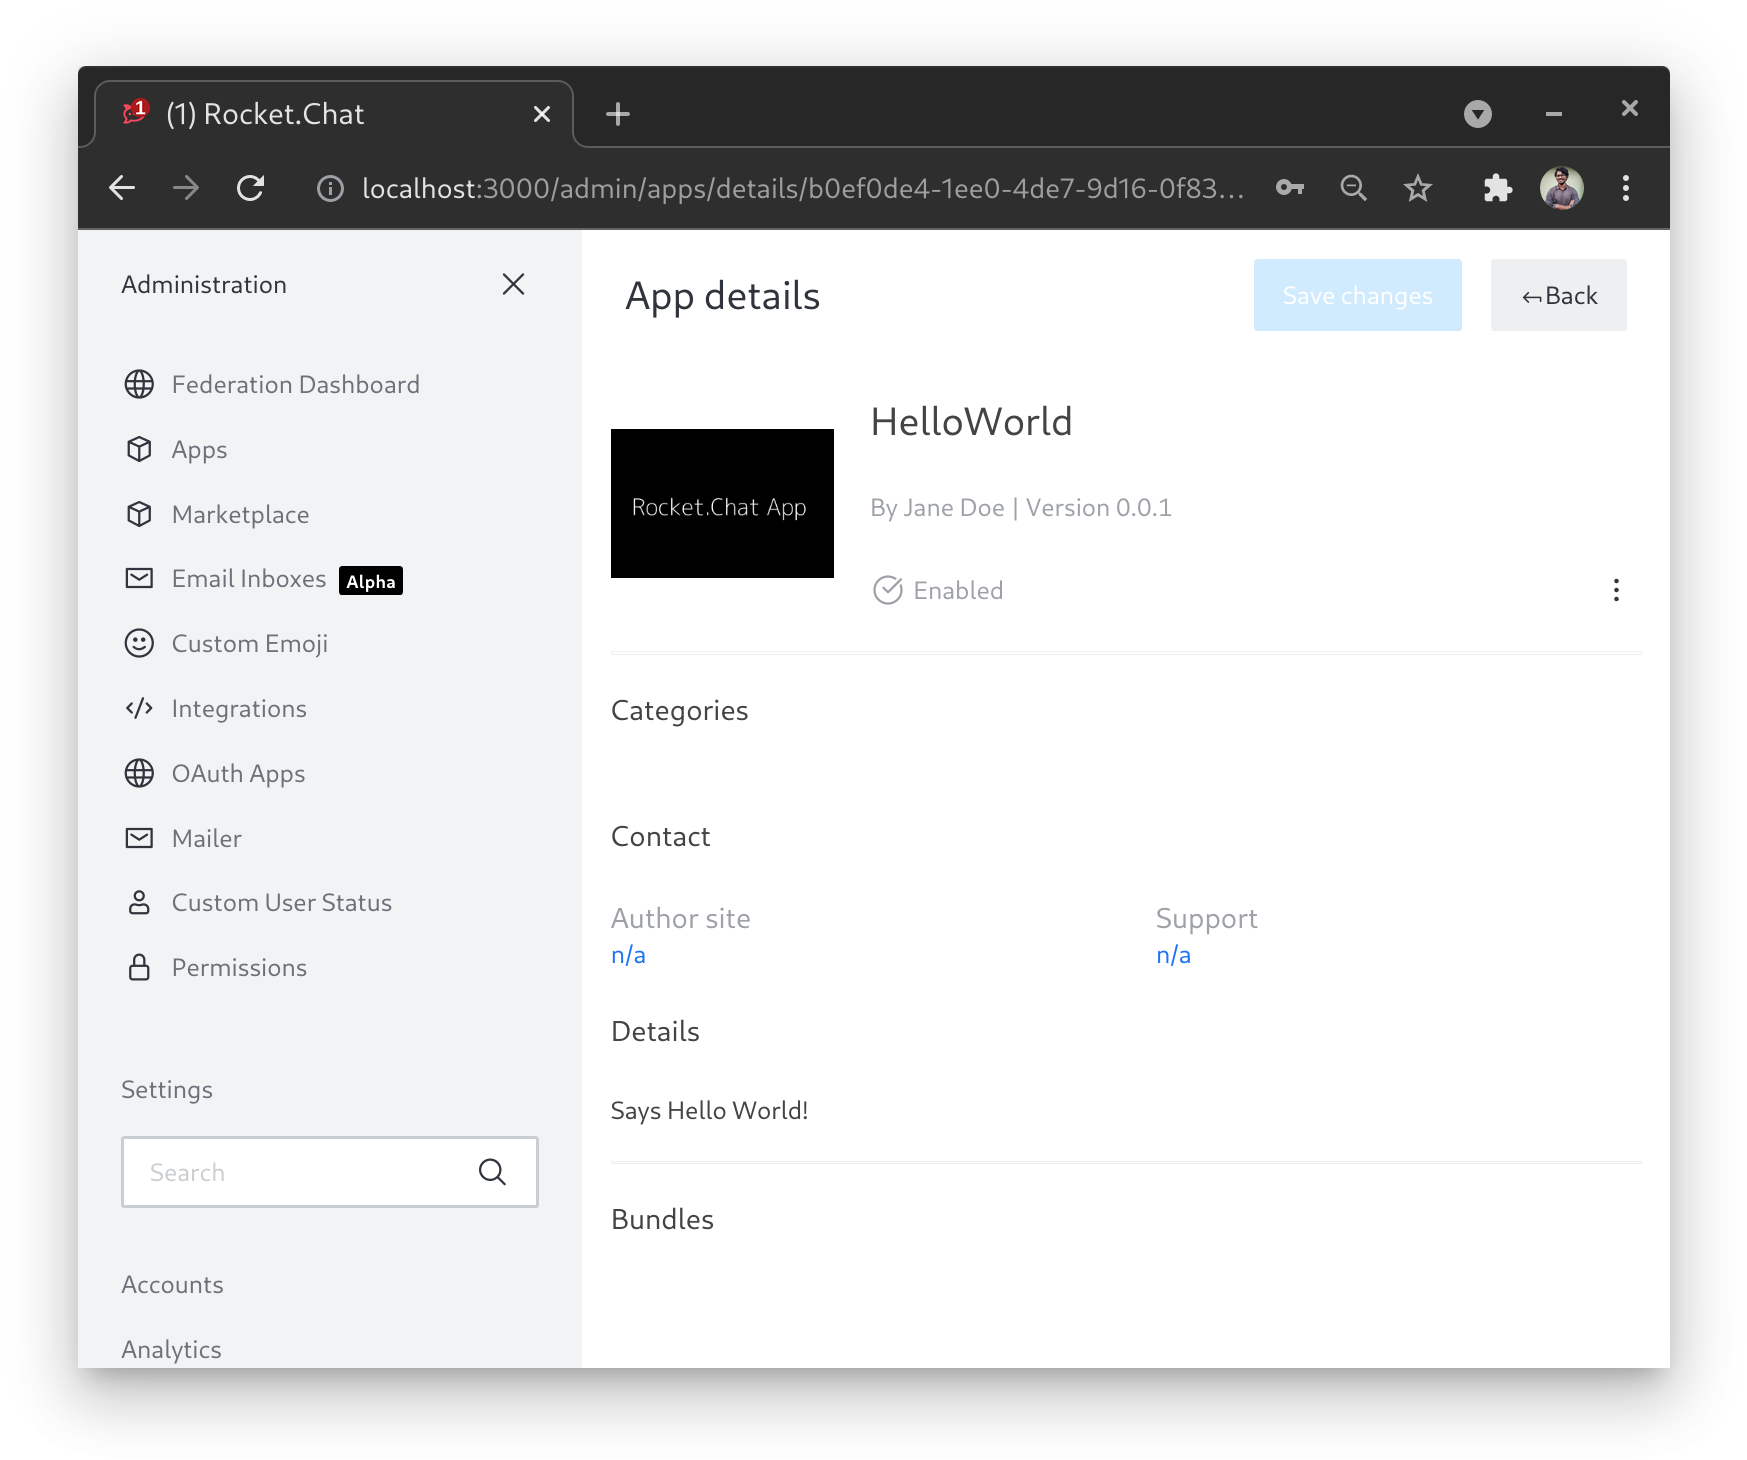 1
(1) Rocket.Chat
localhost:3000/admin/apps/details/b0ef0de4-1ee0-4de7-9d16-0f83...
Administration
Federation Dashboard
Apps
Marketplace
Email Inboxes Alpha
Custom Emoji
Integrations
OAuth Apps
Mailer
Custom User Status
Permissions
Settings
Search
Accounts
Analytics
App details
Save changes
Back
Rocket.Chat App
HelloWorld
By Jane Doe | Version 0.0.1
Enabled
Categories
Contact
Author site
n/a
Support
n/a
Details
Says Hello World!
Bundles